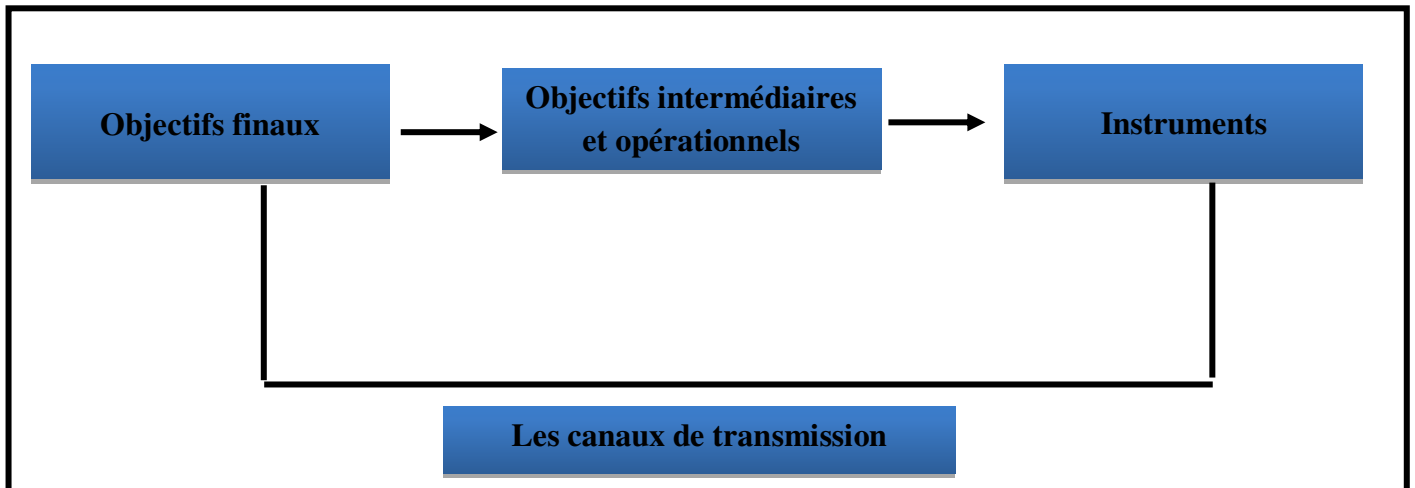 Objectifs finaux
Objectifs intermédiaires
et opérationnels
Instruments
Les canaux de transmission